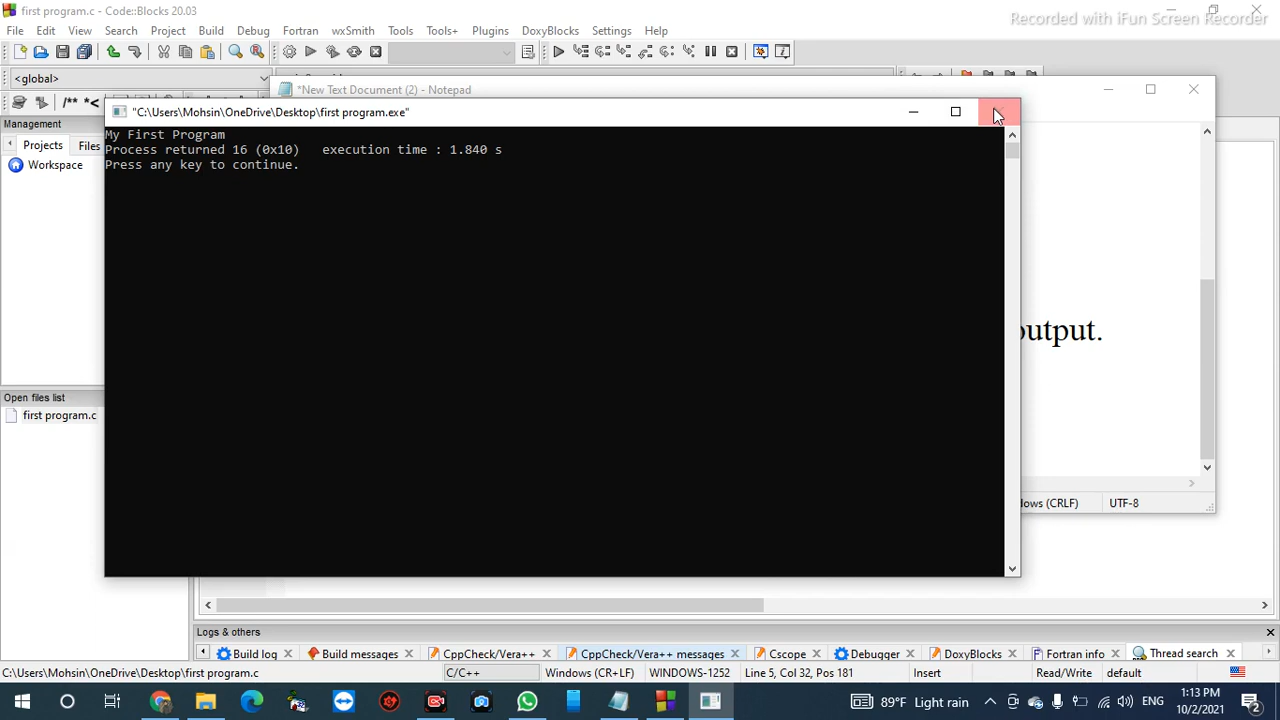 first program.c - Code::Blocks 20.03
Recorded with iFun Screen Recorder
File Edit View Search Project Build Debug Fortran wxSmith Tools Tools+ Plugins DoxyBlocks Settings Help
<global>
/** *<
*New Text Document (2) - Notepad
Management
"C:\Users\Mohsin\OneDrive\Desktop\first program.exe"
My First Program
Process returned 16 (0x10)   execution time : 1.840 s
Press any key to continue.
Projects Files
Workspace
output.
Open files list
first program.c
UTF-8
Logs & others
Build log Build messages CppCheck/Vera++ CppCheck/Vera++ messages Cscope Debugger DoxyBlocks Fortran info Thread search
C:\Users\Mohsin\OneDrive\Desktop\first program.c C/C++ Windows (CR+LF) WINDOWS-1252 Line 5, Col 32, Pos 181 Insert Read/Write default
89°F Light rain ENG 1:13 PM
10/2/2021 2